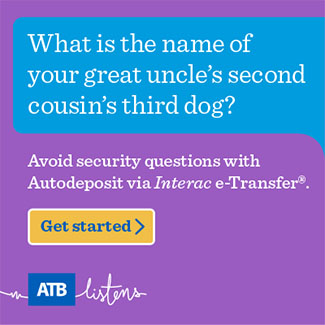 What is the name of
your great uncle’s second
cousin’s third dog?
Avoid security questions with
Autodeposit via Interac e-Transfer®.
Get started
ATB listens